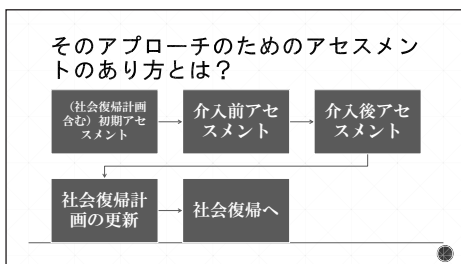 そのアプローチのためのアセスメン
トのあり方とは？
（社会復帰計画
含む）初期アセ
スメント
介入前アセ
スメント
介入後アセ
スメント
社会復帰計
画の更新
社会復帰へ